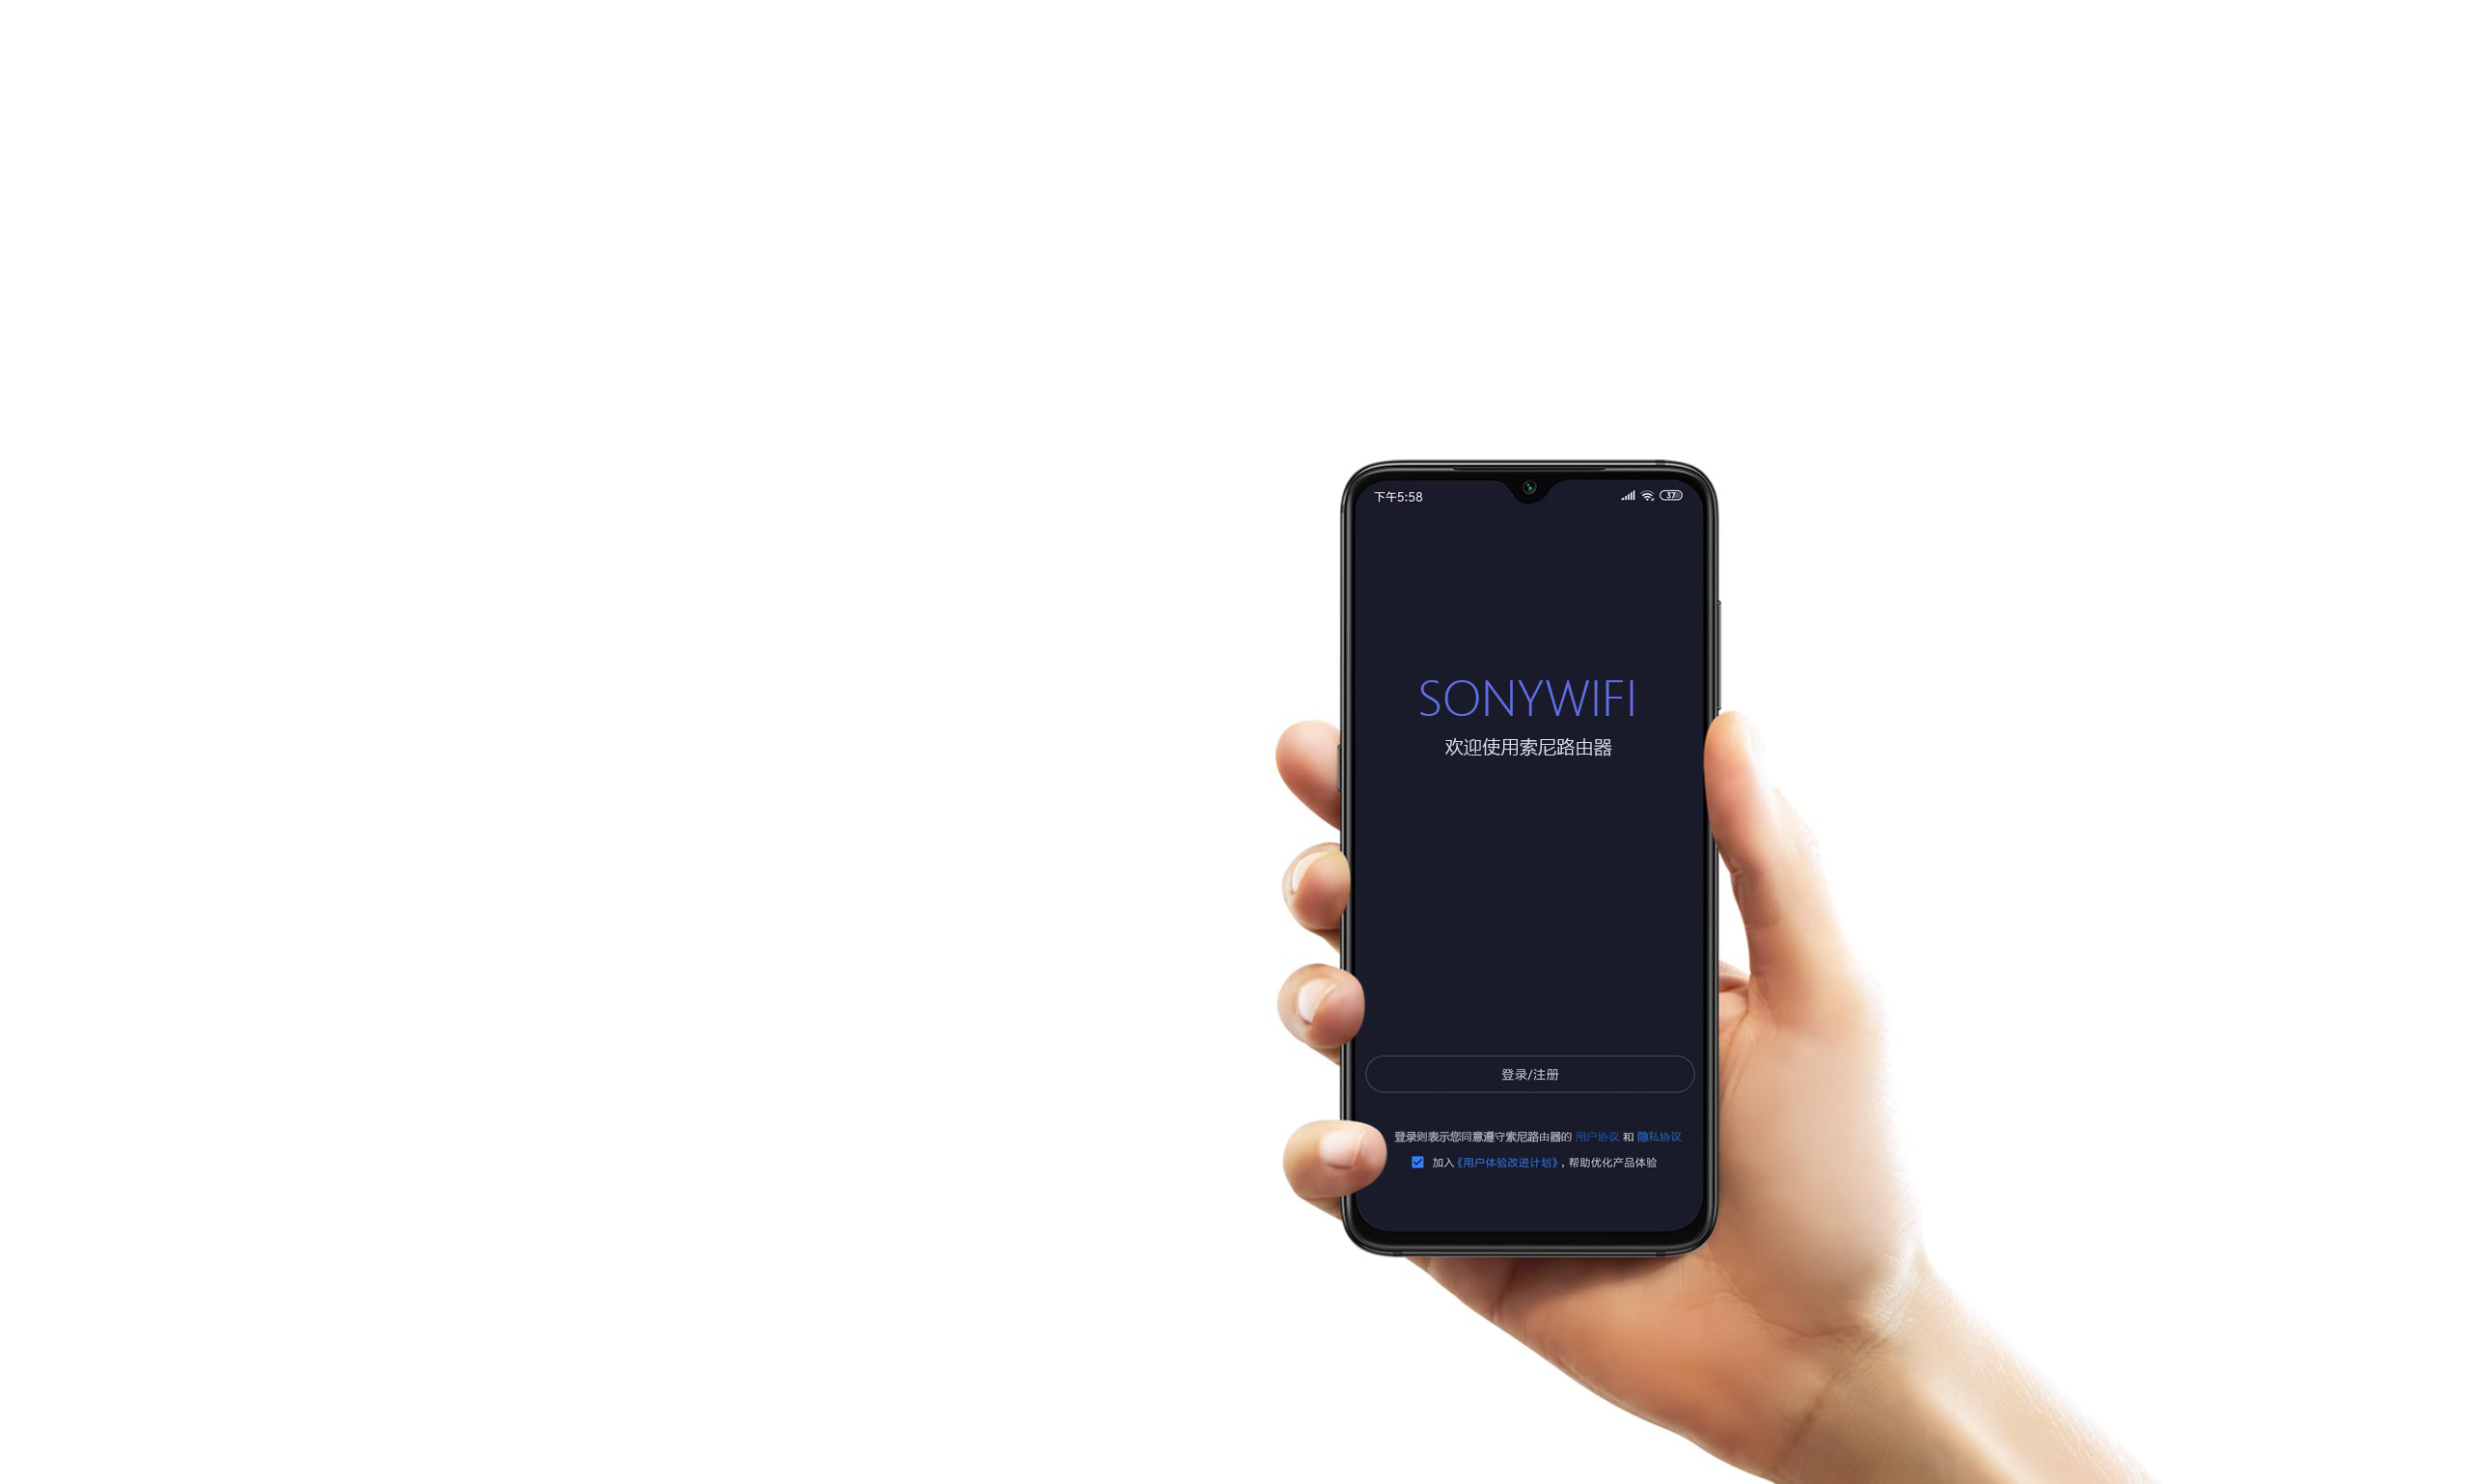 下午5:58
37
SONYWIFI
欢迎使用索尼路由器
登录/注册
登录则表示您同意遵守索尼路由器的 用户协议 和 隐私协议
加入《用户体验改进计划》，帮助优化产品体验